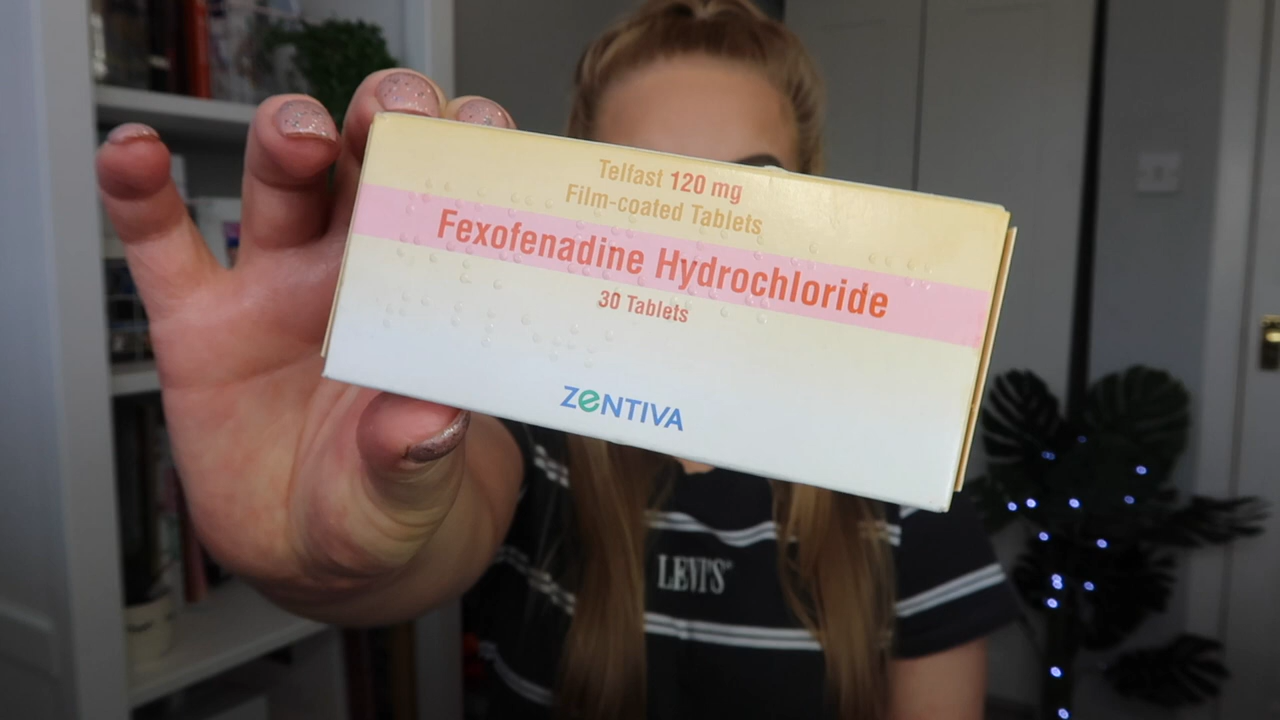 Telfast 120 mg
Film-coated Tablets
Fexofenadine Hydrochloride
30 Tablets
ZENTIVA
LEVI'S